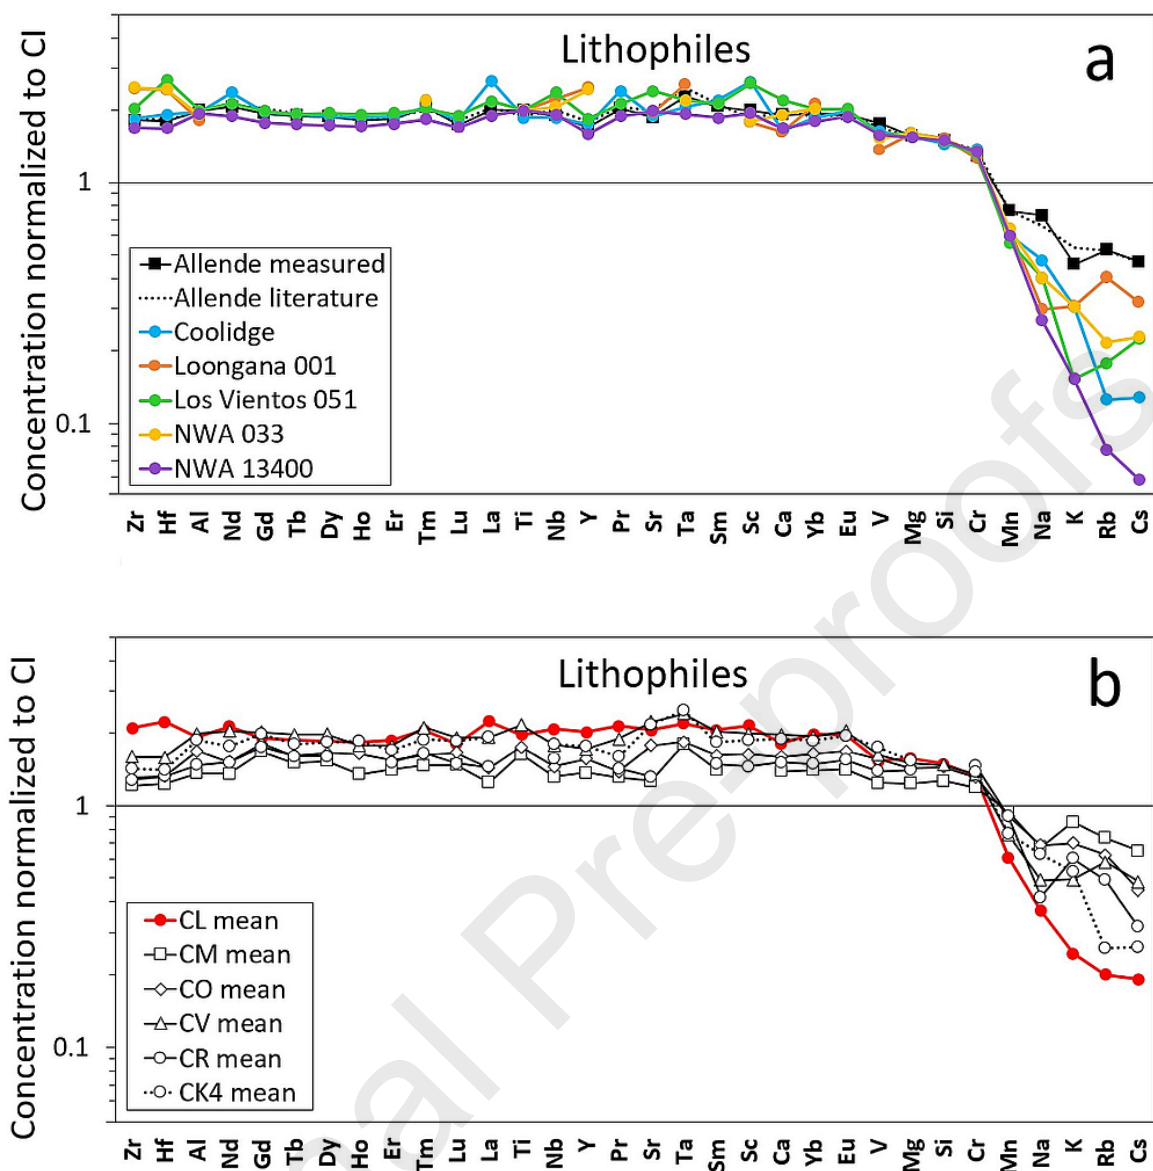 Lithophiles
a
Concentration normalized to CI
1
0.1
Allende measured
Allende literature
Coolidge
Loongana 001
Los Vientos 051
NWA 033
NWA 13400
Zr Hf Al Nd Gd Tb Dy Ho Er Tm Lu La Ti Nb Y Pr Sr Ta Sm Sc Ca Yb Eu V Mg Si Cr Mn Na K Rb Cs
Lithophiles
b
Concentration normalized to CI
1
0.1
CL mean
CM mean
CO mean
CV mean
CR mean
CK4 mean
Zr Hf Al Nd Gd Tb Dy Ho Er Tm Lu La Ti Nb Y Pr Sr Ta Sm Sc Ca Yb Eu V Mg Si Cr Mn Na K Rb Cs
nal Pre-proofs